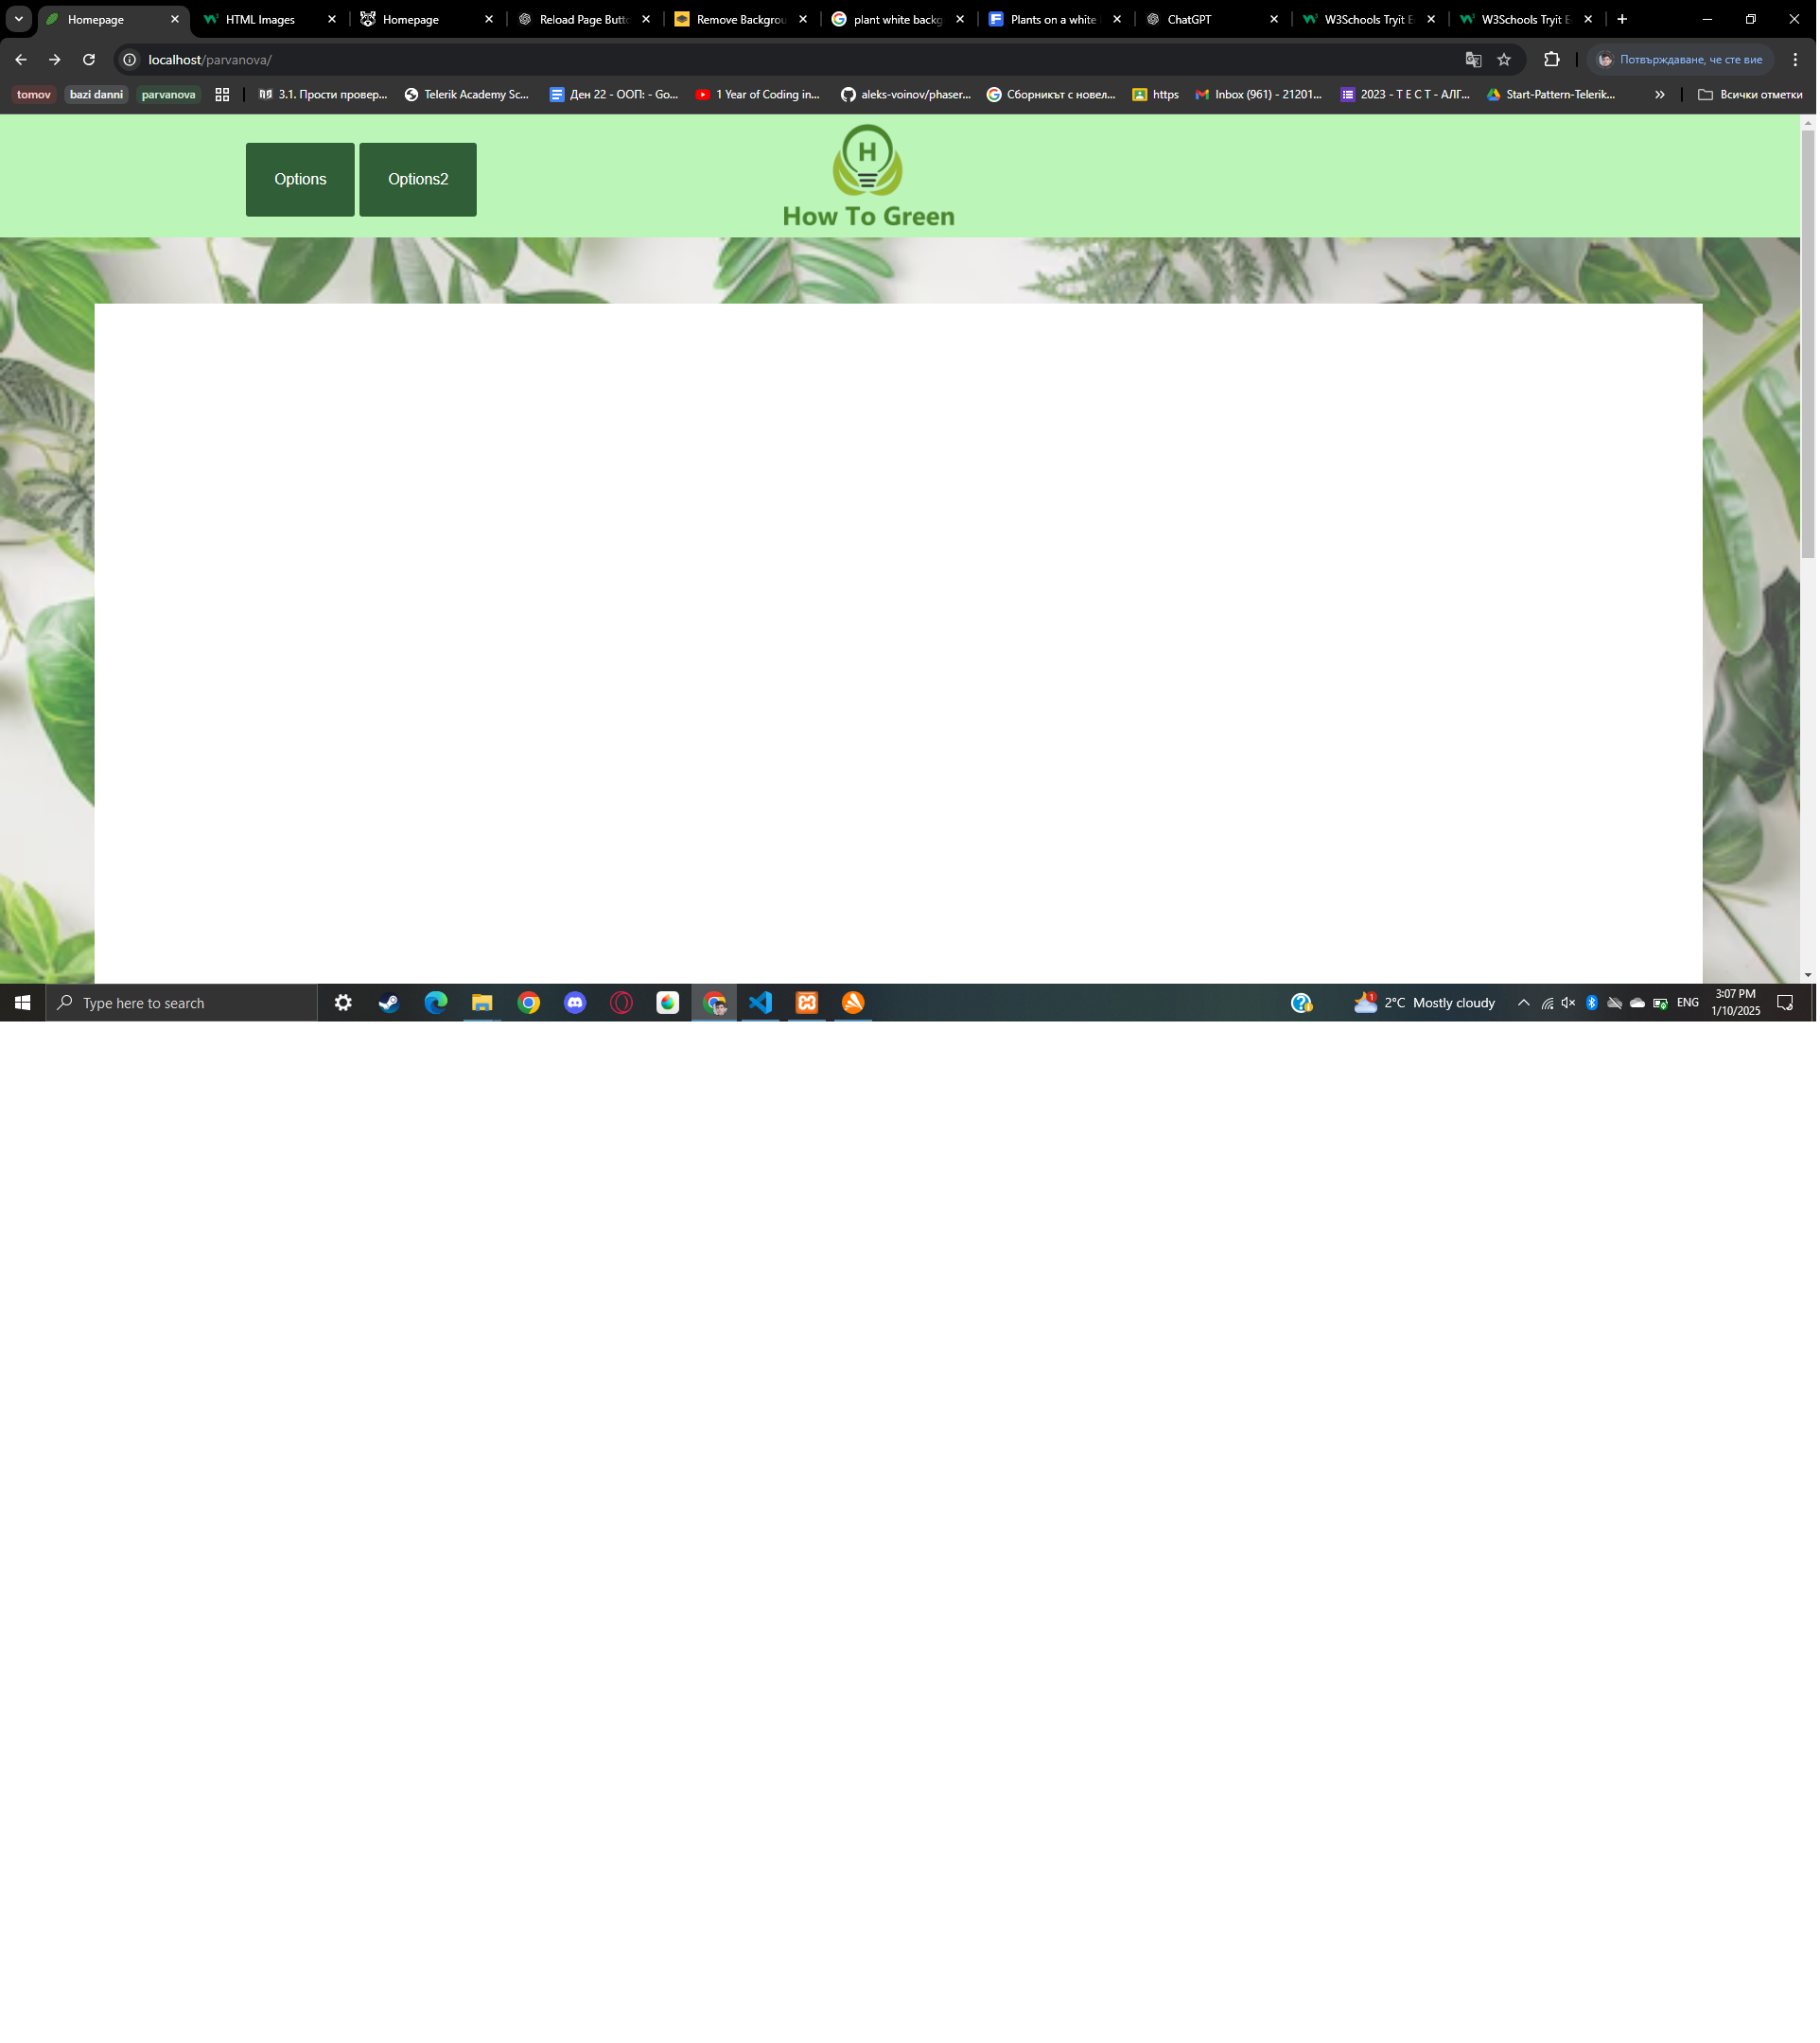 Homepage
HTML Images
Homepage
Reload Page Butto
Remove Backgrou
plant white backg
Plants on a white
ChatGPT
W3Schools Tryit E
W3Schools Tryit E
localhost/parvanova/
Потвърждаване, че сте вие
tomov
bazi danni
parvanova
3.1. Прости провер...
Telerik Academy Sc...
Ден 22 - ООП: - Go...
1 Year of Coding in...
aleks-voinov/phaser...
Сборникът с новел...
https
Inbox (961) - 21201...
2023 - Т Е С Т - АЛГ...
Start-Pattern-Telerik...
Всички отметки
Options
Options2
H
How To Green
Type here to search
1
2°C Mostly cloudy
ENG
3:07 PM
1/10/2025